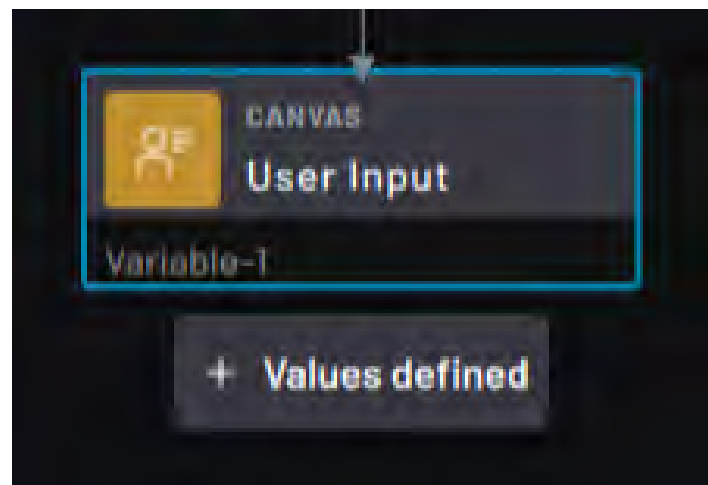 CANVAS
User Input
Variable-1
+ Values defined